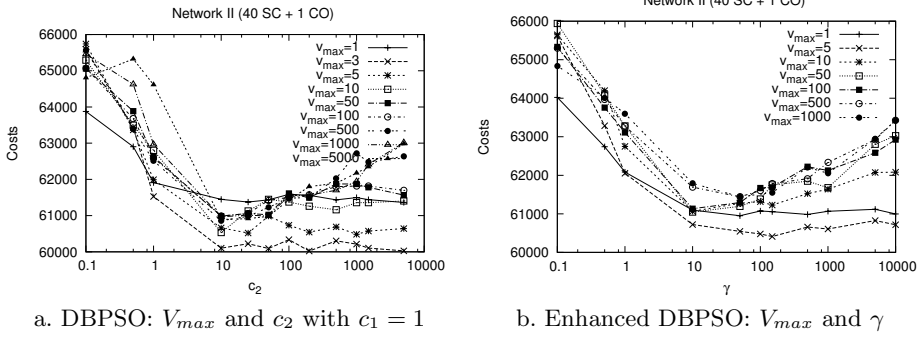 Network II (40 SC + 1 CO)
66000
65000
64000
63000
62000
61000
60000
0.1
1
10
100
1000
10000
Costs
c2
vmax=1
vmax=3
vmax=5
vmax=10
vmax=50
vmax=100
vmax=500
vmax=1000
vmax=5000
a. DBPSO: Vmax and c2 with c1 = 1
Network II (40 SC + 1 CO)
66000
65000
64000
63000
62000
61000
60000
0.1
1
10
100
1000
10000
Costs
γ
vmax=1
vmax=5
vmax=10
vmax=50
vmax=100
vmax=500
vmax=1000
b. Enhanced DBPSO: Vmax and γ